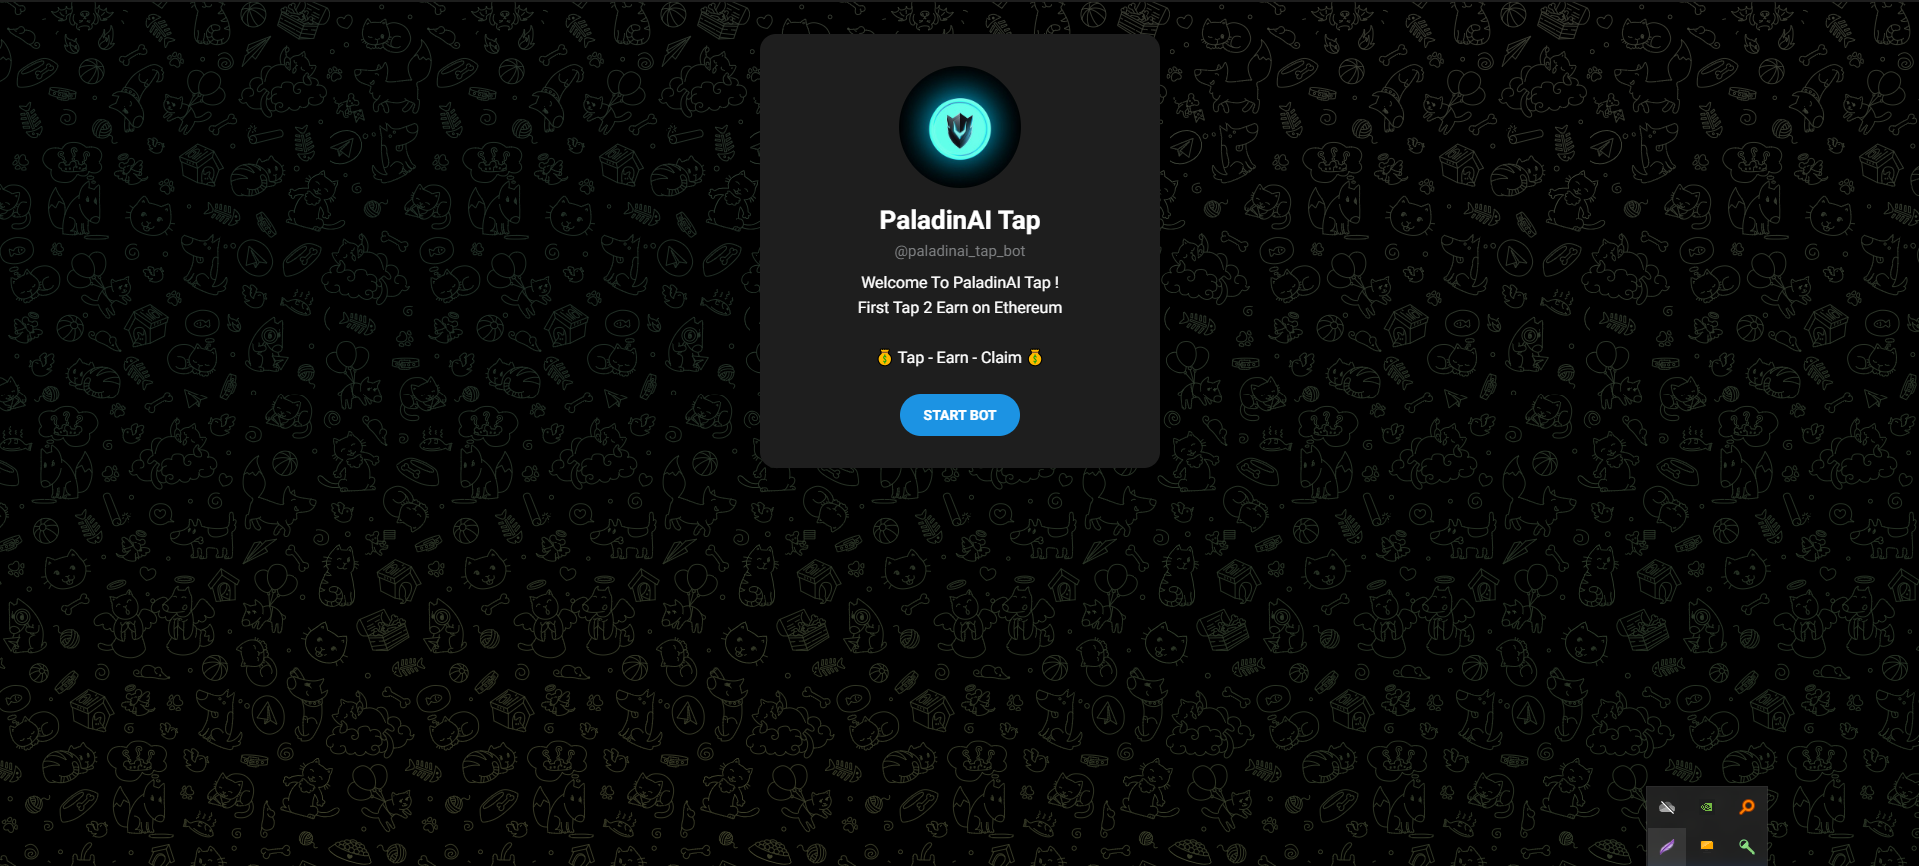 PaladinAI Tap
@paladinai_tap_bot
Welcome To PaladinAI Tap !
First Tap 2 Earn on Ethereum
💰 Tap - Earn - Claim 💰
START BOT